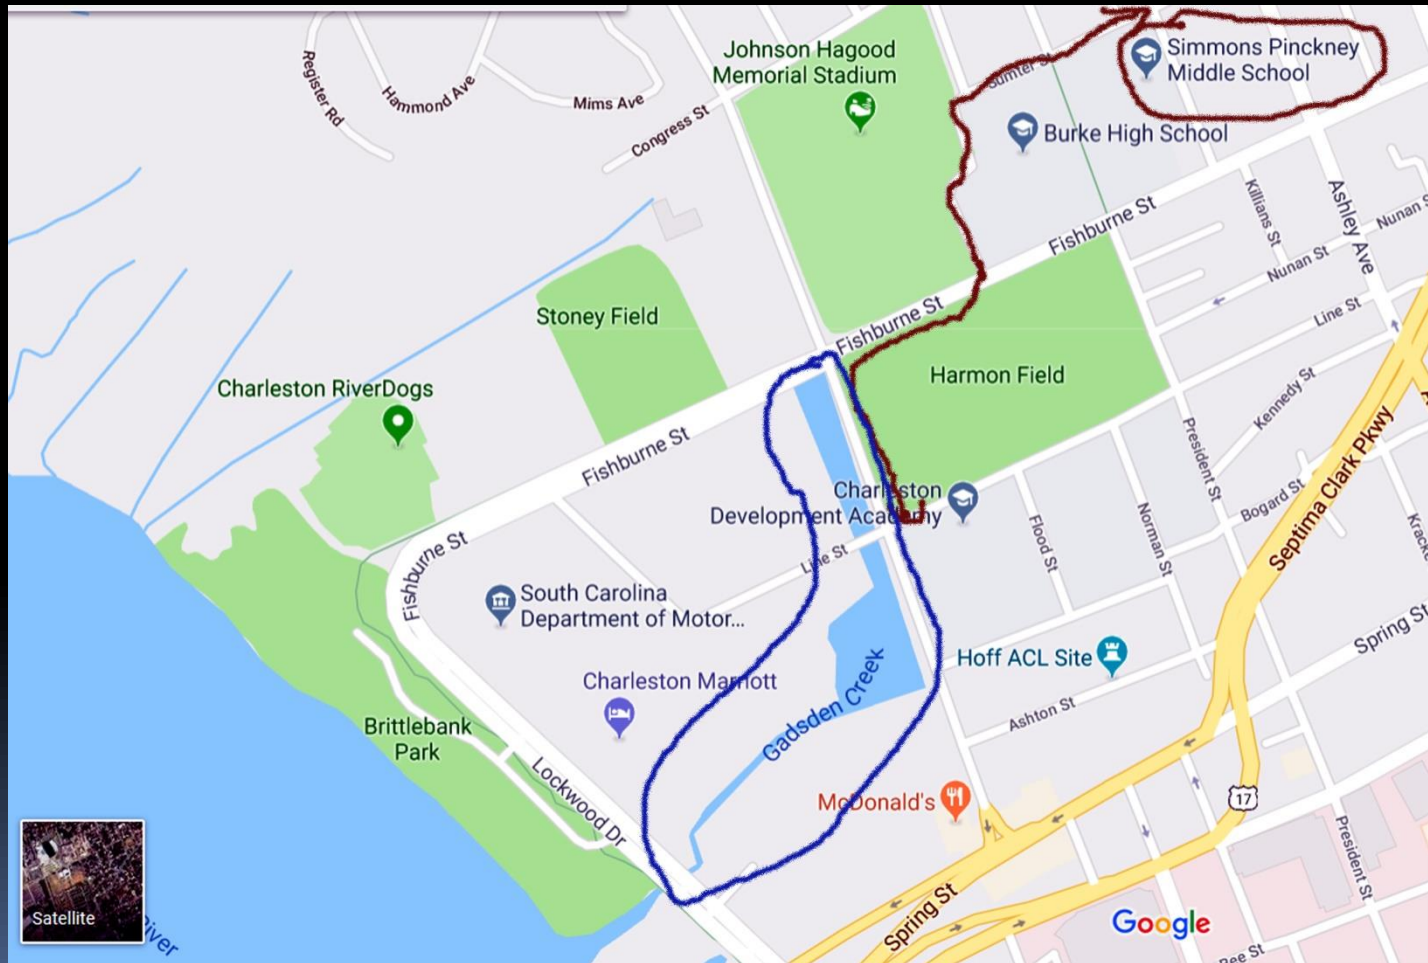 Johnson Hagood
Memorial Stadium
Simmons Pinckney
Middle School
Register Rd
Hammond Ave
Mims Ave
Congress St
Sumter St
Burke High School
Fishburne St
Killians St
Ashley Ave
Nunan St
Nunan S
Line St
Stoney Field
Fishburne St
Harmon Field
Charleston RiverDogs
Kennedy St
President St
Septima Clark Pkwy
Fishburne St
Charleston
Development Academy
Bogard St
Flood St
Norman St
Kracke
Line St
Fishburne St
South Carolina
Department of Motor...
Spring St
Hoff ACL Site
Charleston Marriott
Gadsden Creek
Ashton St
Brittlebank
Park
Lockwood Dr
McDonald's
17
President St
Satellite
River
Spring St
Google
Bee St